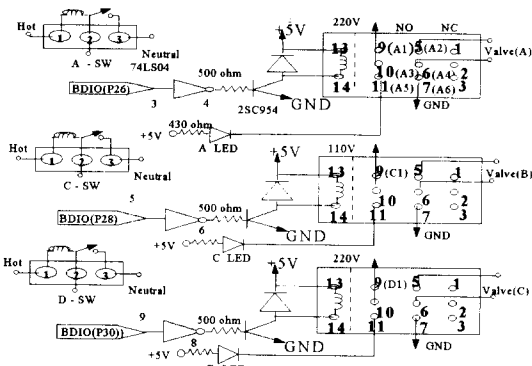 220V NO NC
+5V
Hot 1 2 3 Neutral
A - SW 74LS04
13 9(A1) 5(A2) 1 Valve(A)
500 ohm 10(A3) 6(A4) 2
BDIO(P26) 14 11(A5) 7(A6) 3
3 4 2SC954 GND GND
430 ohm
+5V A LED
110V
+5V
Hot 1 2 3 Neutral
C - SW
13 9(C1) 5 1 Valve(B)
500 ohm 10 6 2
BDIO(P28) 14 11 7 3
5 6 GND GND
+5V C LED
220V
+5V
Hot 1 2 3 Neutral
D - SW
13 9(D1) 5 1 Valve(C)
500 ohm 10 6 2
BDIO(P30)) 14 11 7 3
9 8 GND GND
+5V